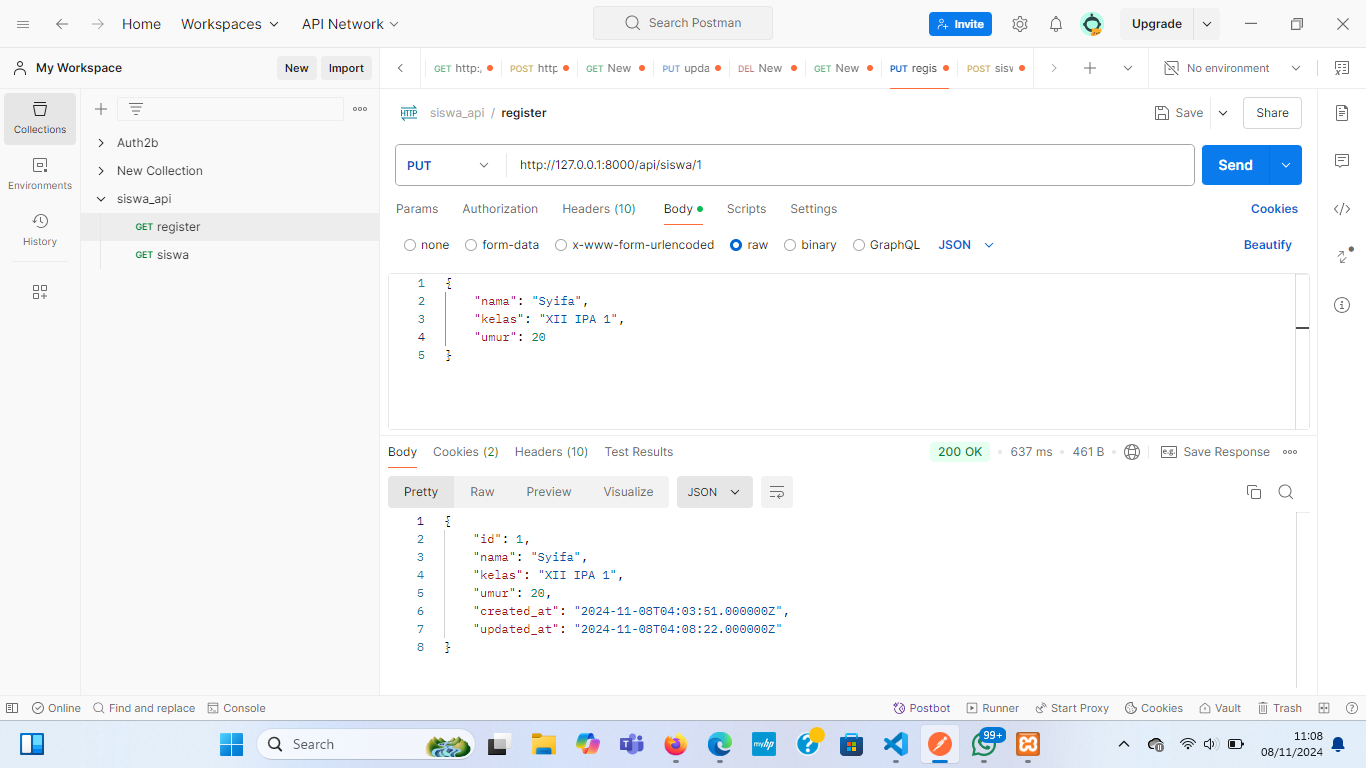 Home Workspaces API Network Search Postman Invite Upgrade
My Workspace New Import GET http:, POST http GET New PUT upda DEL New GET New PUT regis POST sisv No environment
Collections
Environments
History
Auth2b
New Collection
siswa_api
GET register
GET siswa
HTTP siswa_api / register Save Share
PUT http://127.0.0.1:8000/api/siswa/1 Send
Params Authorization Headers (10) Body Scripts Settings Cookies
none form-data x-www-form-urlencoded raw binary GraphQL JSON Beautify
1 {
2 "nama": "Syifa",
3 "kelas": "XII IPA 1",
4 "umur": 20
5 }
Body Cookies (2) Headers (10) Test Results 200 OK 637 ms 461 B e.g. Save Response
Pretty Raw Preview Visualize JSON
1 {
2 "id": 1,
3 "nama": "Syifa",
4 "kelas": "XII IPA 1",
5 "umur": 20,
6 "created_at": "2024-11-08T04:03:51.000000Z",
7 "updated_at": "2024-11-08T04:08:22.000000Z"
8 }
Online Find and replace Console Postbot Runner Start Proxy Cookies Vault Trash
Search myhp 99+ 11:08
08/11/2024